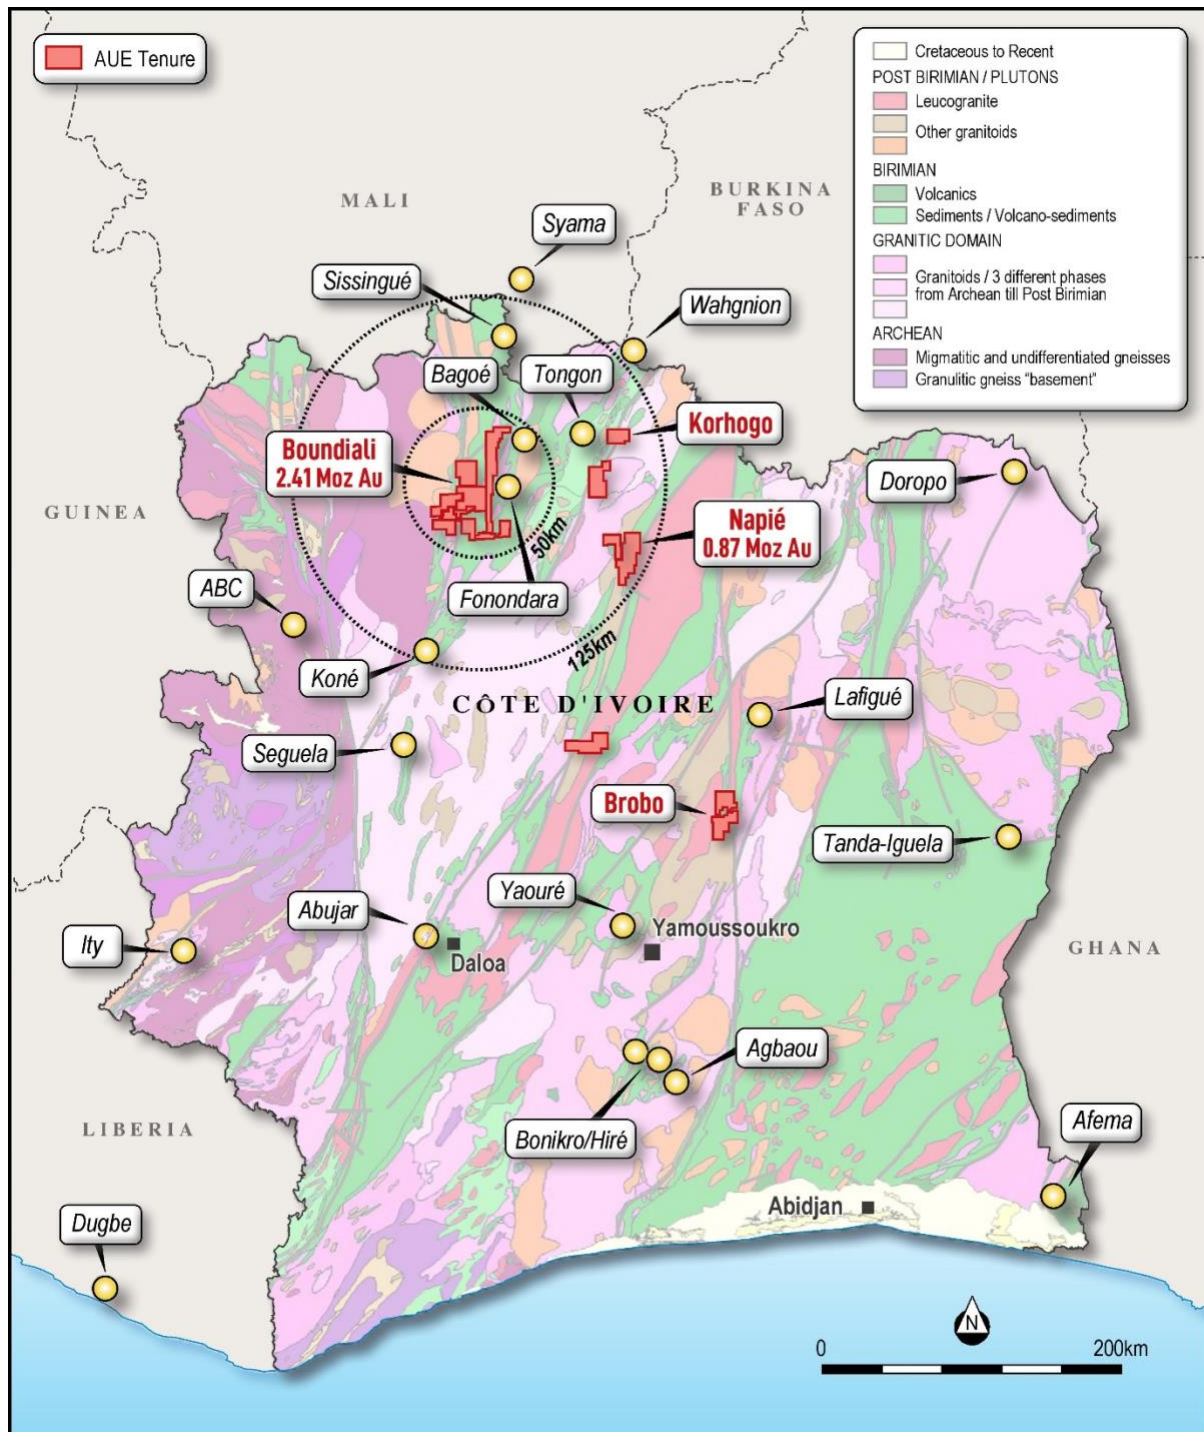 AUE Tenure
Cretaceous to Recent
POST BIRIMIAN / PLUTONS
Leucogranite
Other granitoids
BIRIMIAN
Volcanics
Sediments / Volcano-sediments
GRANITIC DOMAIN
Granitoids / 3 different phases
from Archean till Post Birimian
ARCHEAN
Migmatitic and undifferentiated gneisses
Granulitic gneiss “basement”
MALI
BURKINA
FASO
Syama
Sissingué
Wahgnion
Bagoé
Tongon
Korhogo
Boundiali
2.41 Moz Au
Doropo
GUINEA
Napié
0.87 Moz Au
50km
ABC
Fonondara
125km
Koné
CÔTE D'IVOIRE
Lafigué
Seguela
Brobo
Tanda-Iguela
Yaouré
Abujar
Yamoussoukro
Ity
Daloa
GHANA
Agbaou
LIBERIA
Bonikro/Hiré
Afema
Abidjan
Dugbe
N
0
200km